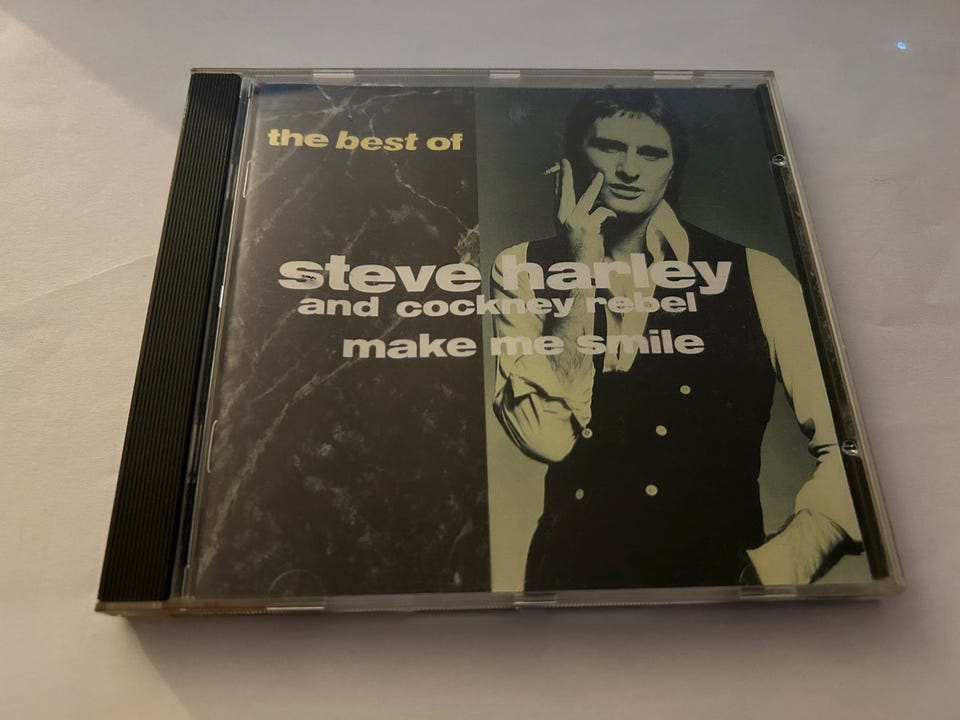 the best of
steve harley
and cockney rebel
make me smile